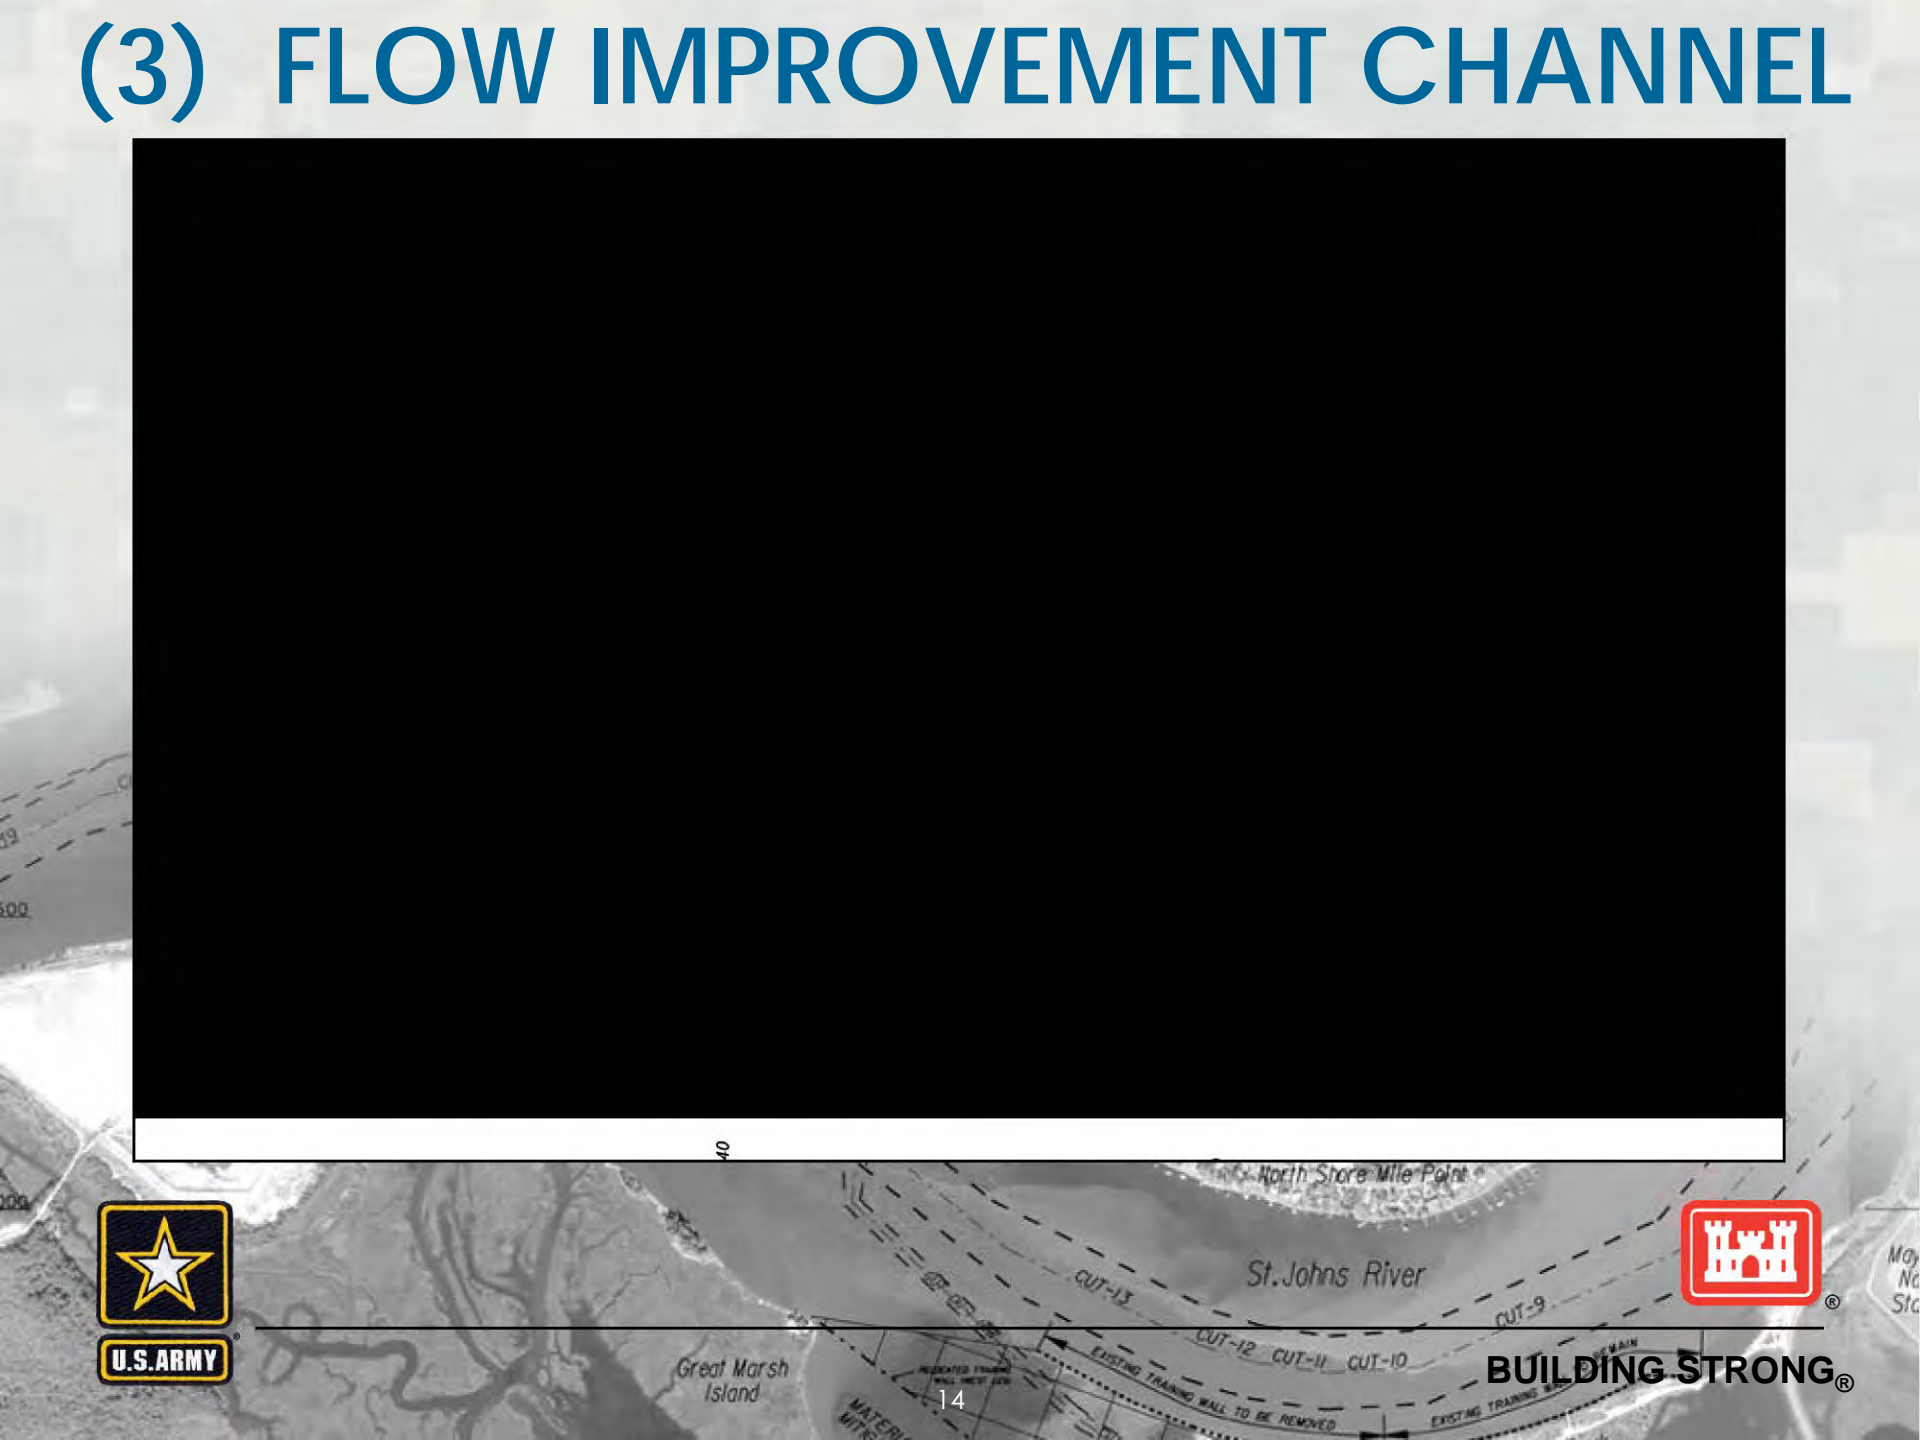 (3) FLOW IMPROVEMENT CHANNEL
500
40
North Shore Mile Point
St. Johns River
CUT-13
CUT-9
CUT-12 CUT-11 CUT-10
®
U.S.ARMY
Great Marsh
Island
EXISTING TRAINING WALL TO BE REMOVED
BUILDING STRONG®
14